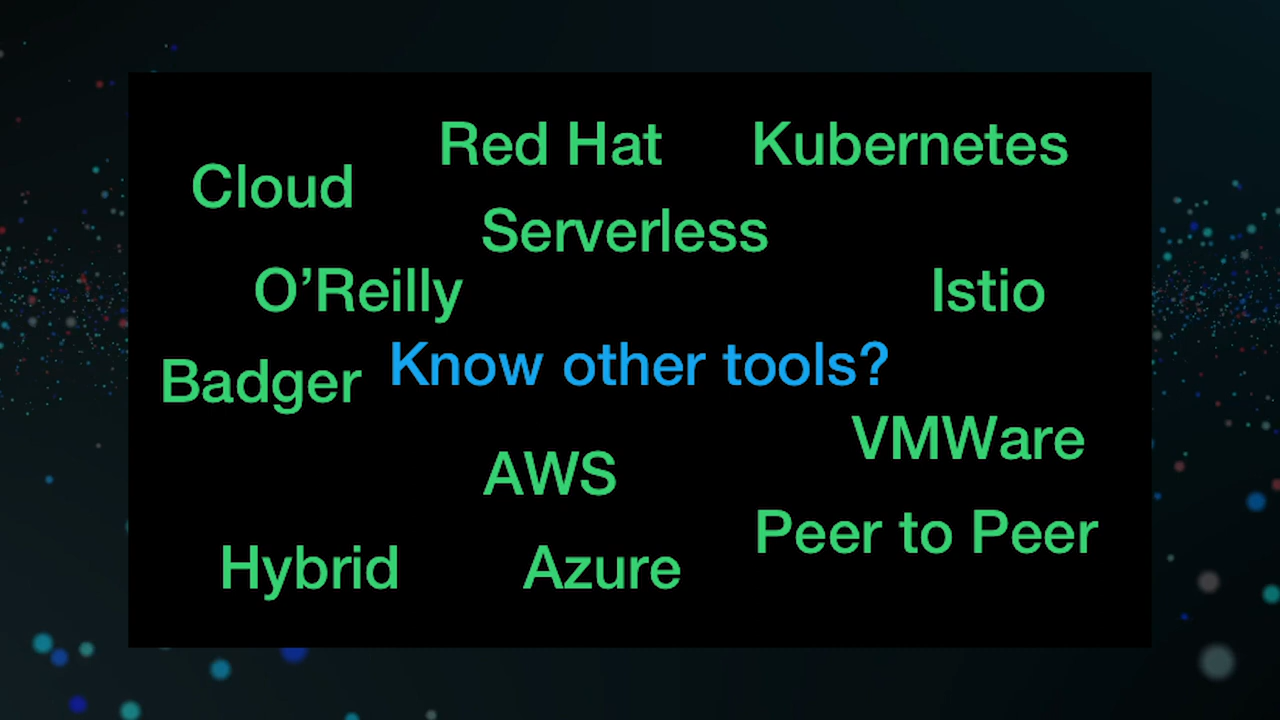 Red Hat
Kubernetes
Cloud
Serverless
O’Reilly
Istio
Know other tools?
Badger
VMWare
AWS
Peer to Peer
Hybrid
Azure